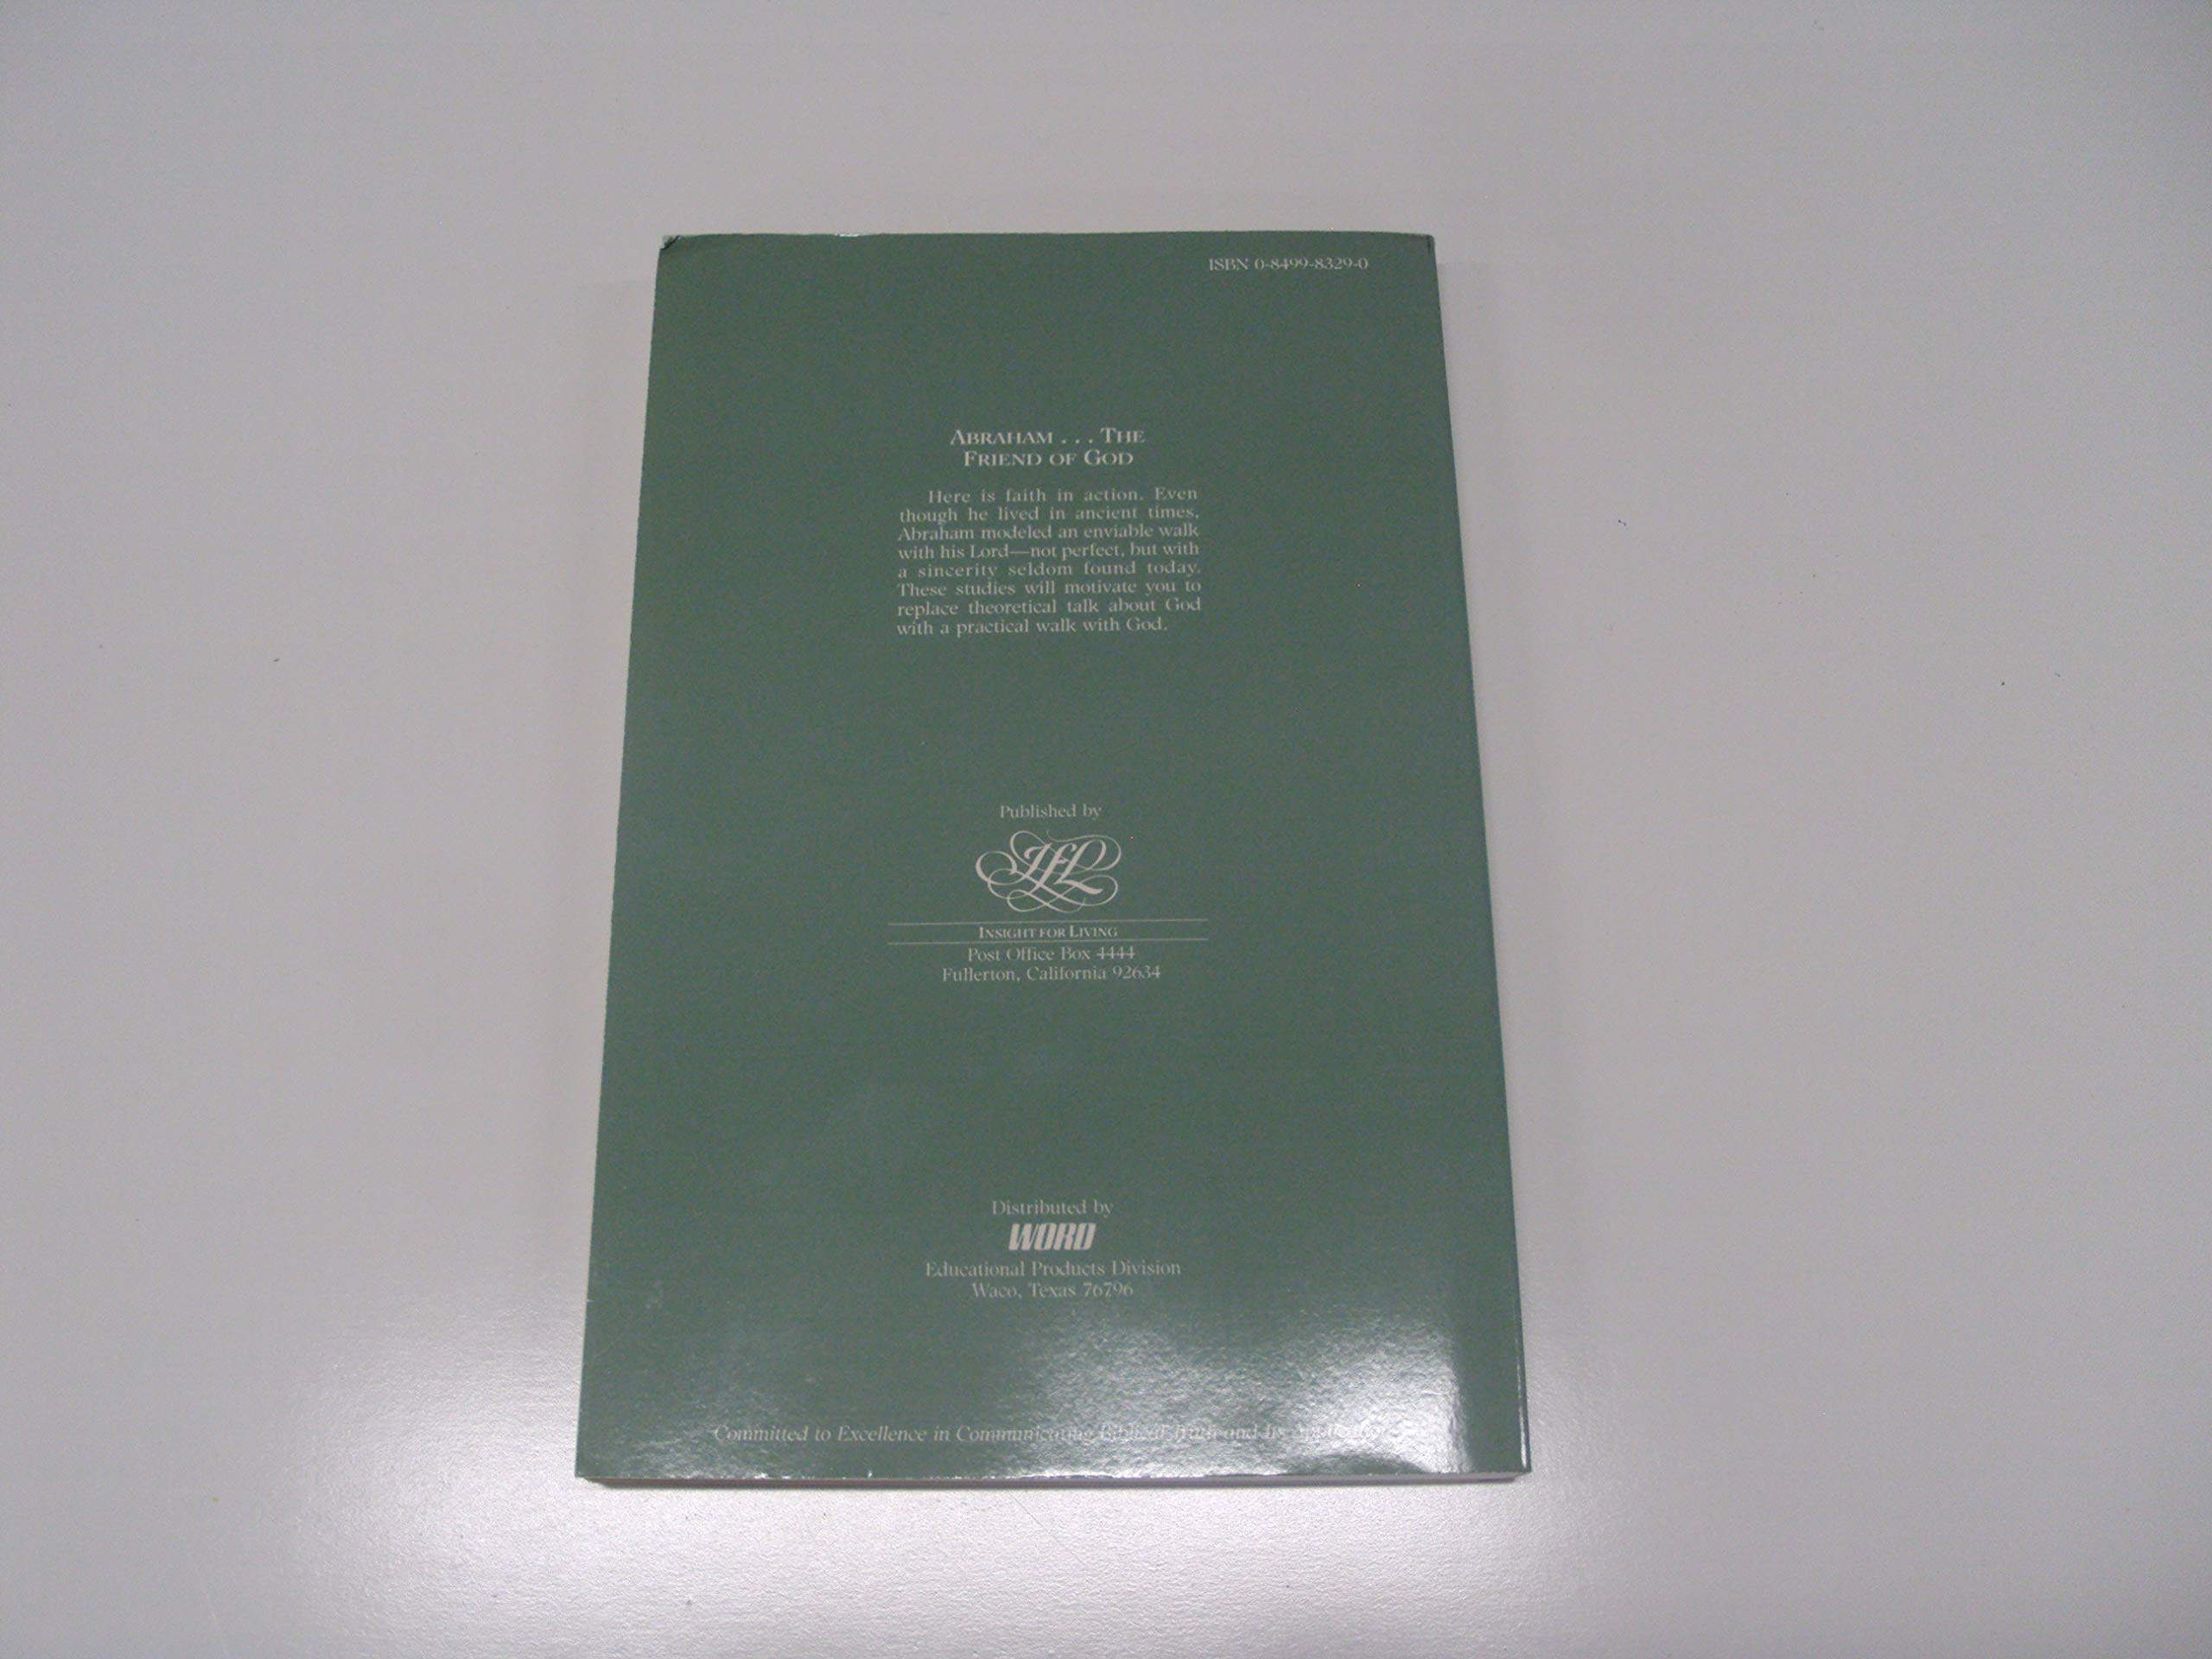 ISBN 0-8499-8329-0
ABRAHAM . . . THE
FRIEND OF GOD
Here is faith in action. Even
though he lived in ancient times,
Abraham modeled an enviable walk
with his Lord—not perfect, but with
a sincerity seldom found today.
These studies will motivate you to
replace theoretical talk about God
with a practical walk with God.
Published by
IfL
INSIGHT FOR LIVING
Post Office Box 4444
Fullerton, California 92634
Distributed by
WORD
Educational Products Division
Waco, Texas 76796
Committed to Excellence in Communicating Biblical Truth and Its